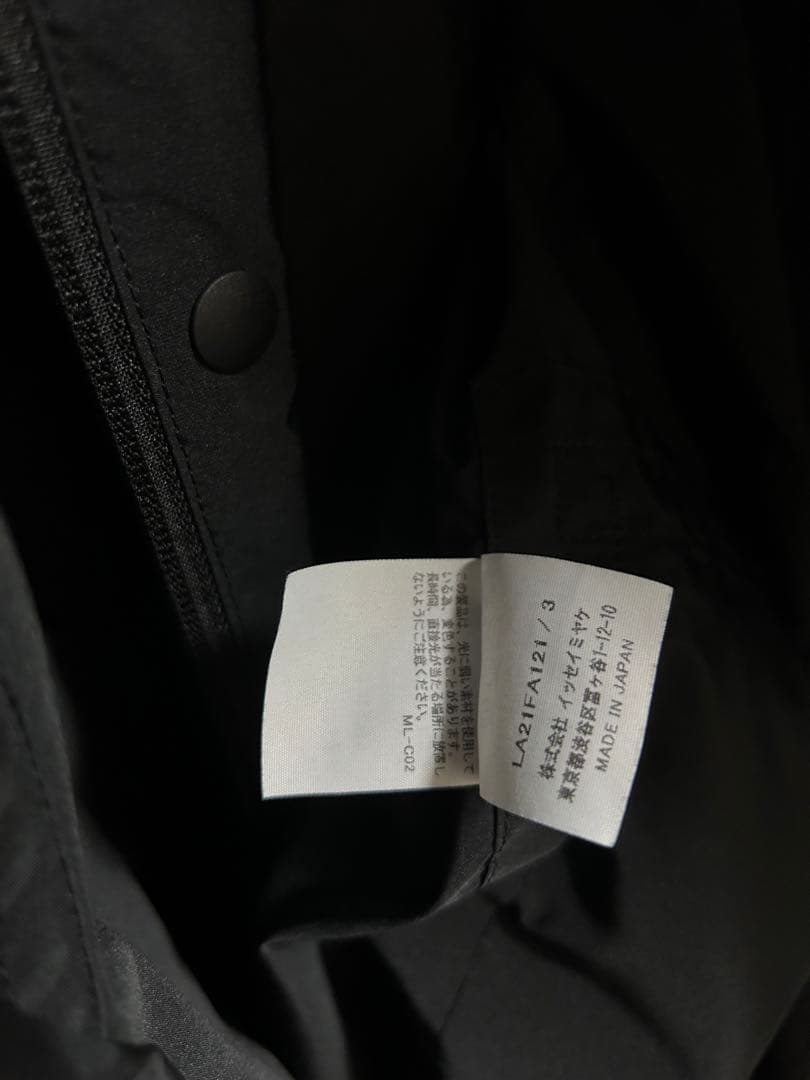 この製品は、光に弱い素材を使用して
いる為、変色することがあります。
長時間、直接光が当たる場所に放置し
ないようにご注意ください。
ML-C02
LA21FA121/3
株式会社 イッセイミヤケ
東京都渋谷区富ヶ谷1-12-10
MADE IN JAPAN